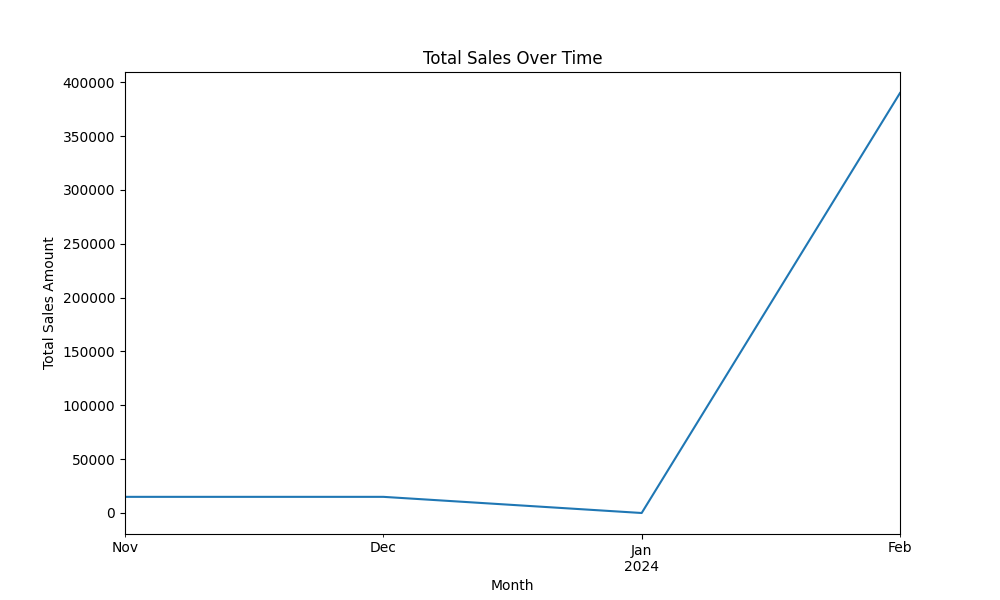 Total Sales Over Time
400000
350000
300000
250000
200000
150000
100000
50000
0
Total Sales Amount
Nov
Dec
Jan
2024
Feb
Month